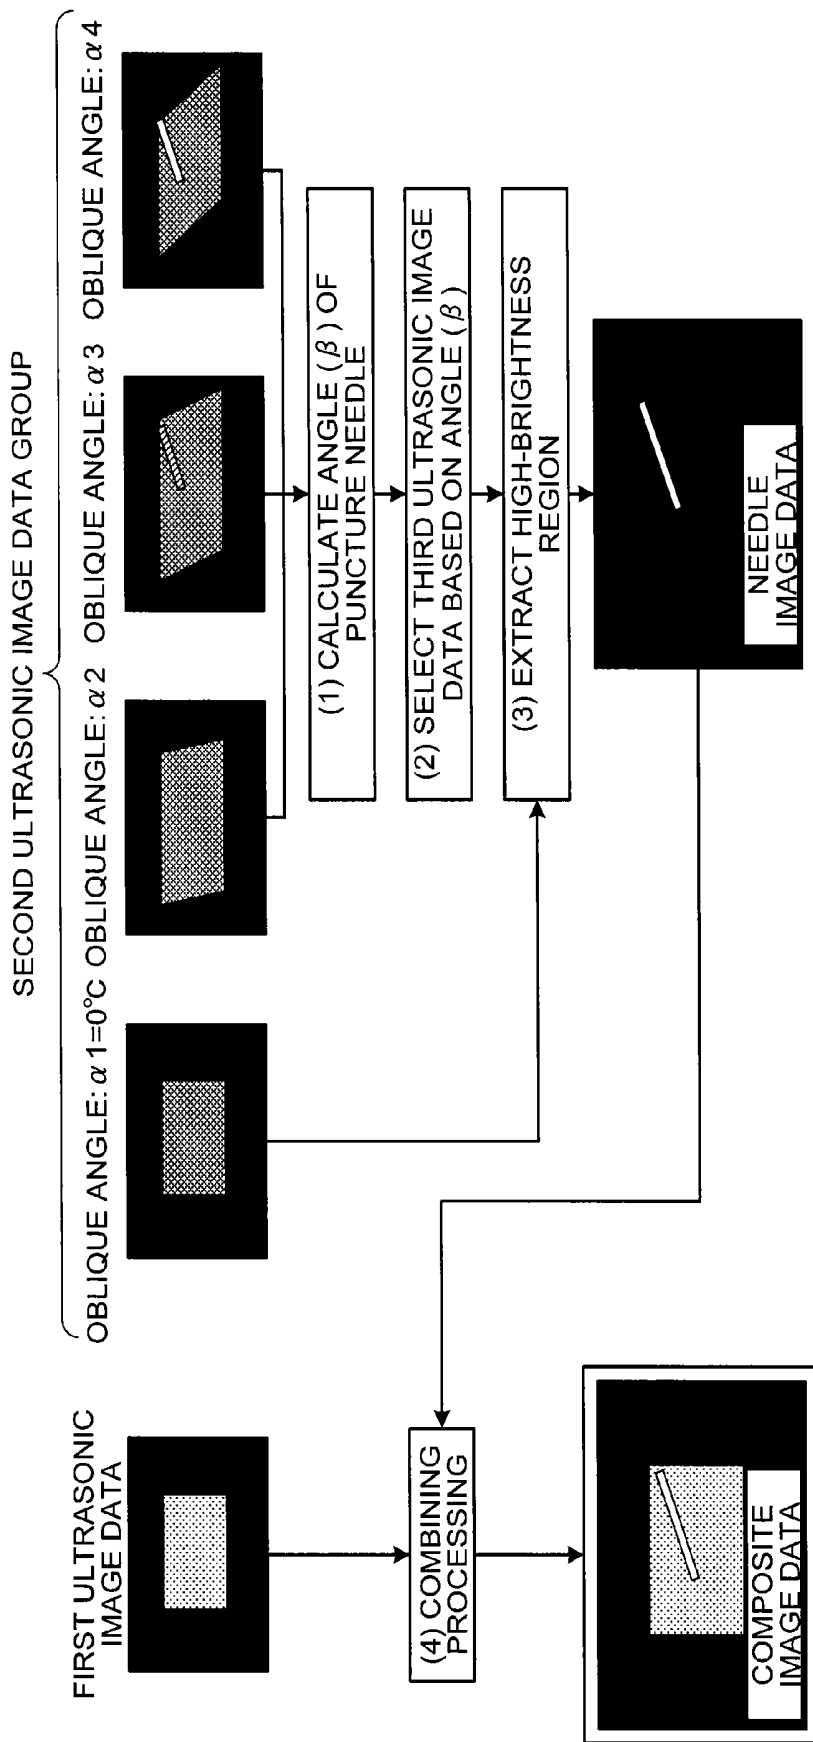 SECOND ULTRASONIC IMAGE DATA GROUP
FIRST ULTRASONIC
IMAGE DATA
OBLIQUE ANGLE: α1=0°C
OBLIQUE ANGLE: α2
OBLIQUE ANGLE: α3
OBLIQUE ANGLE: α4
(1) CALCULATE ANGLE (β) OF
PUNCTURE NEEDLE
(2) SELECT THIRD ULTRASONIC IMAGE
DATA BASED ON ANGLE (β)
(3) EXTRACT HIGH-BRIGHTNESS
REGION
(4) COMBINING
PROCESSING
NEEDLE
IMAGE DATA
COMPOSITE
IMAGE DATA